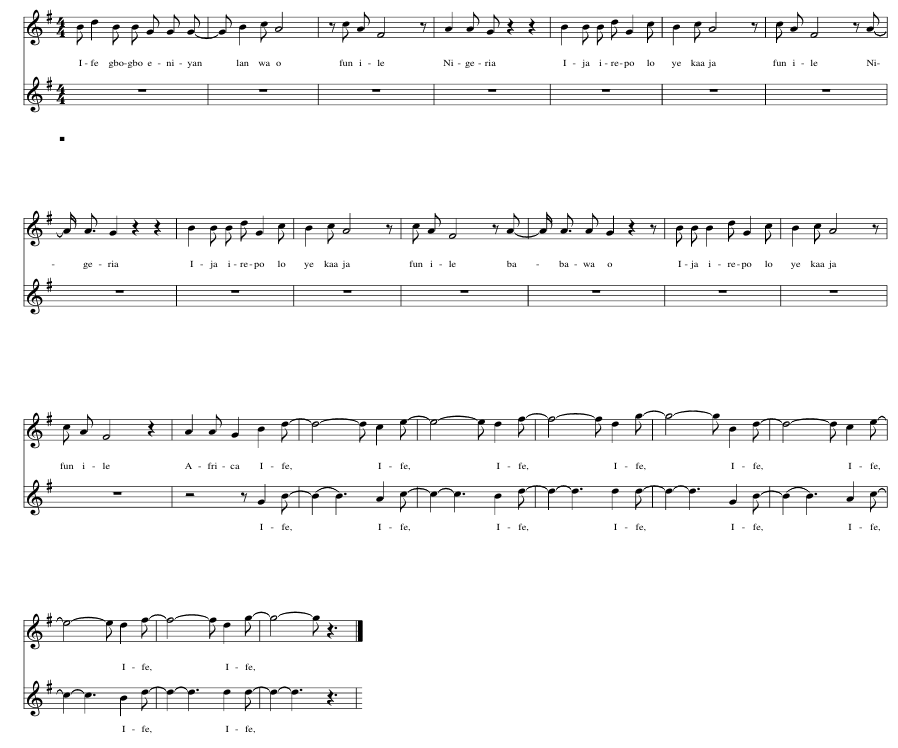 I - fe gbo-gbo e - ni - yan lan wa o fun i - le Ni - ge - ria I - ja i - re-po lo ye kaa ja fun i - le Ni-
- ge - ria I - ja i - re-po lo ye kaa ja fun i - le ba - ba - wa o I - ja i - re-po lo ye kaa ja
fun i - le A - fri - ca I - fe, I - fe, I - fe, I - fe, I - fe, I - fe,
I - fe, I - fe, I - fe, I - fe, I - fe, I - fe,
I - fe, I - fe,
I - fe, I - fe,